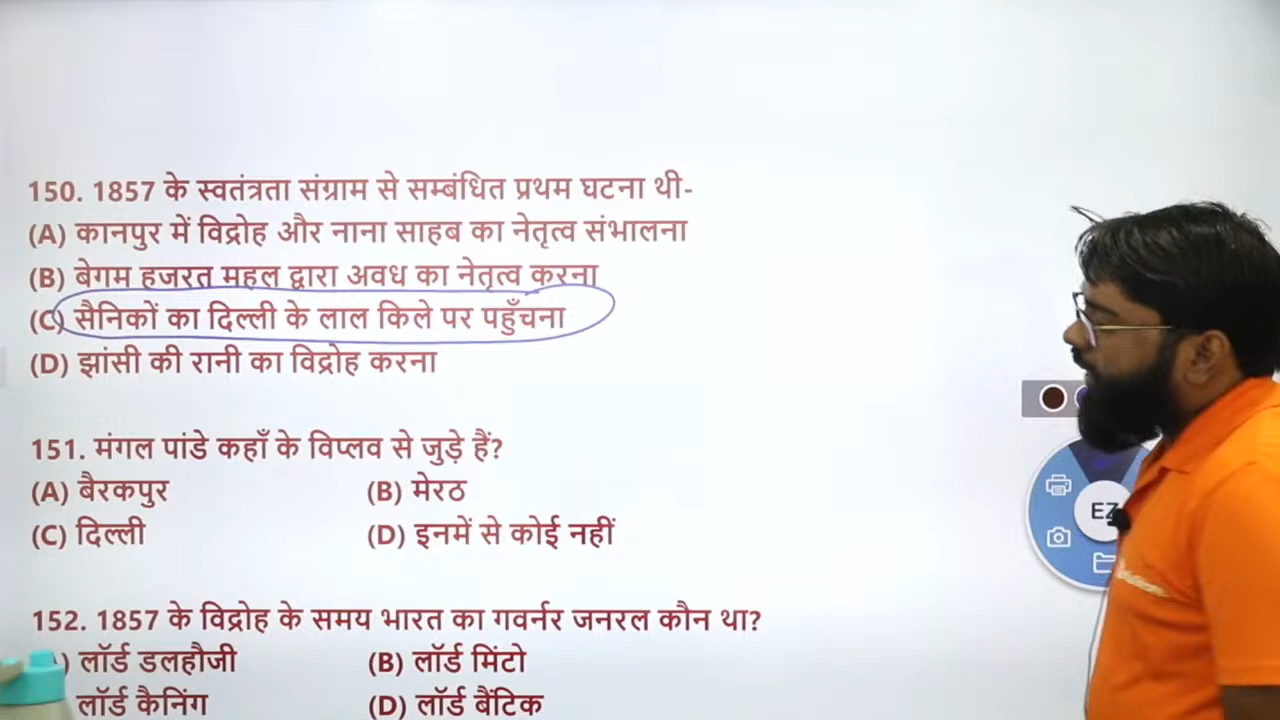 150. 1857 के स्वतंत्रता संग्राम से सम्बंधित प्रथम घटना थी-
(A) कानपुर में विद्रोह और नाना साहब का नेतृत्व संभालना
(B) बेगम हजरत महल द्वारा अवध का नेतृत्व करना
(C) सैनिकों का दिल्ली के लाल किले पर पहुँचना
(D) झांसी की रानी का विद्रोह करना
151. मंगल पांडे कहाँ के विप्लव से जुड़े हैं?
(A) बैरकपुर (B) मेरठ
(C) दिल्ली (D) इनमें से कोई नहीं
EZ
152. 1857 के विद्रोह के समय भारत का गवर्नर जनरल कौन था?
) लॉर्ड डलहौजी (B) लॉर्ड मिंटो
लॉर्ड कैनिंग (D) लॉर्ड बैंटिक